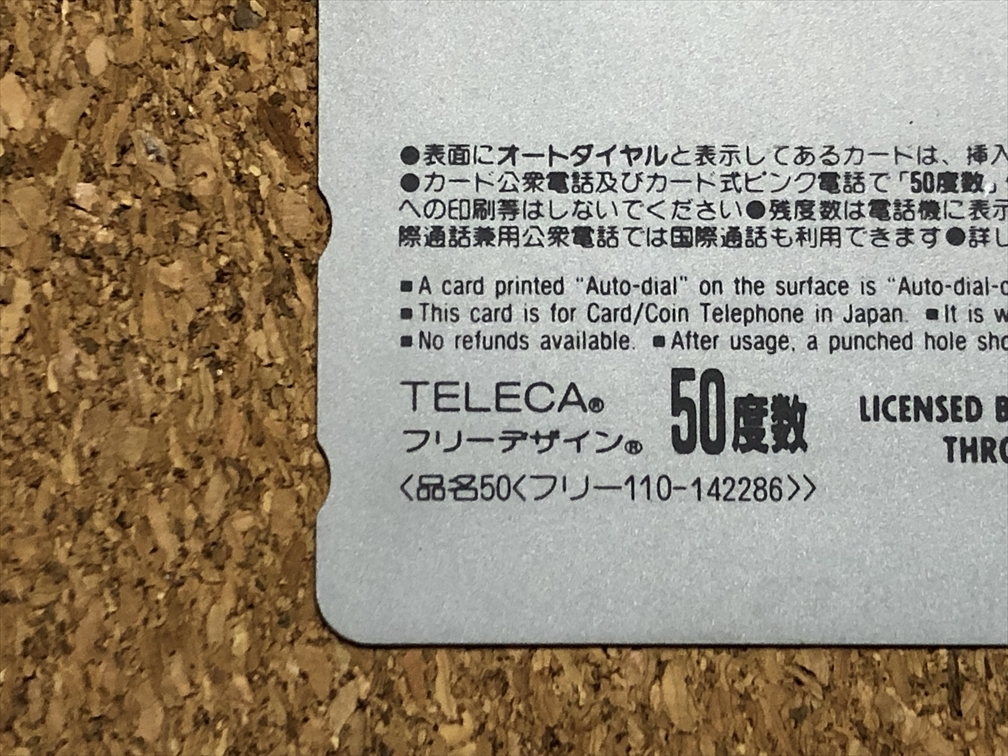 ●表面にオートダイヤルと表示してあるカードは、挿入
●カード公衆電話及びカード式ピンク電話で「50度数」
への印刷等はしないでください●残度数は電話機に表示
際通話兼用公衆電話では国際通話も利用できます●詳し
■A card printed “Auto-dial” on the surface is “Auto-dial-
■This card is for Card/Coin Telephone in Japan. ■It is
■No refunds available. ■After usage, a punched hole
TELECA®
フリーデザイン®
50度数
LICENSED
〈品名50〈フリー110-142286〉〉